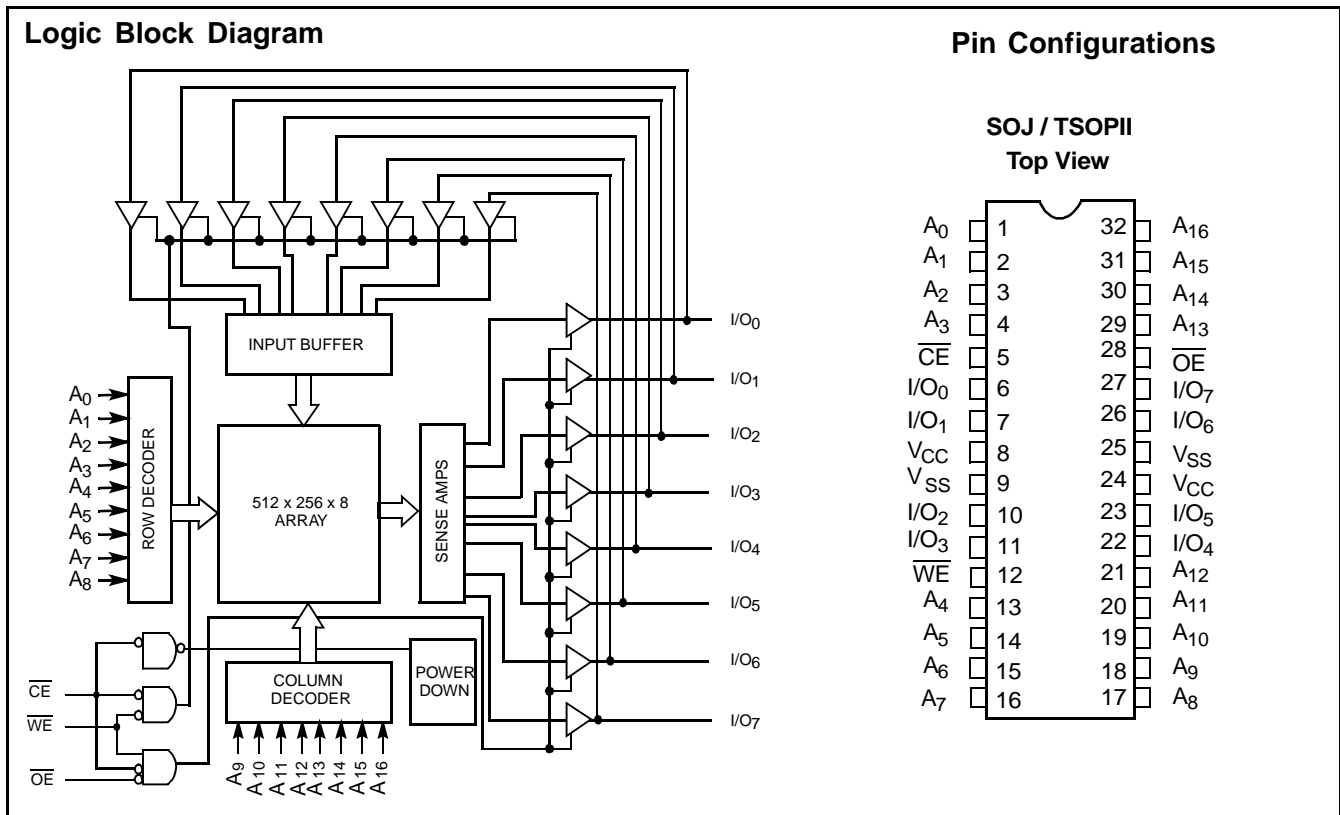 Logic Block Diagram
INPUT BUFFER
A0
A1
A2
A3
A4
A5
A6
A7
A8
ROW DECODER
512 x 256 x 8
ARRAY
SENSE AMPS
I/O0
I/O1
I/O2
I/O3
I/O4
I/O5
I/O6
I/O7
COLUMN
DECODER
POWER
DOWN
CE
WE
OE
A9
A10
A11
A12
A13
A14
A15
A16
Pin Configurations
SOJ / TSOPII
Top View
A0 1 32 A16
A1 2 31 A15
A2 3 30 A14
A3 4 29 A13
CE 5 28 OE
I/O0 6 27 I/O7
I/O1 7 26 I/O6
VCC 8 25 VSS
VSS 9 24 VCC
I/O2 10 23 I/O5
I/O3 11 22 I/O4
WE 12 21 A12
A4 13 20 A11
A5 14 19 A10
A6 15 18 A9
A7 16 17 A8